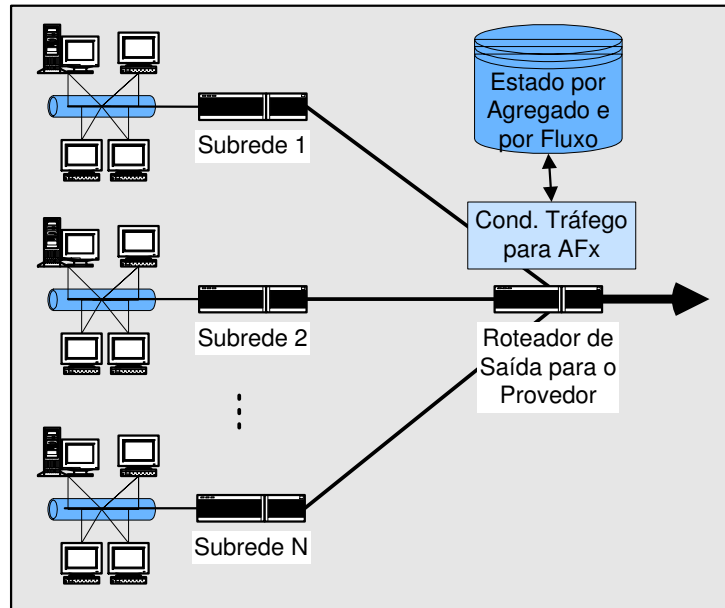 Estado por
Agregado e
por Fluxo
Subrede 1
Cond. Tráfego
para AFx
Subrede 2
Roteador de
Saída para o
Provedor
Subrede N